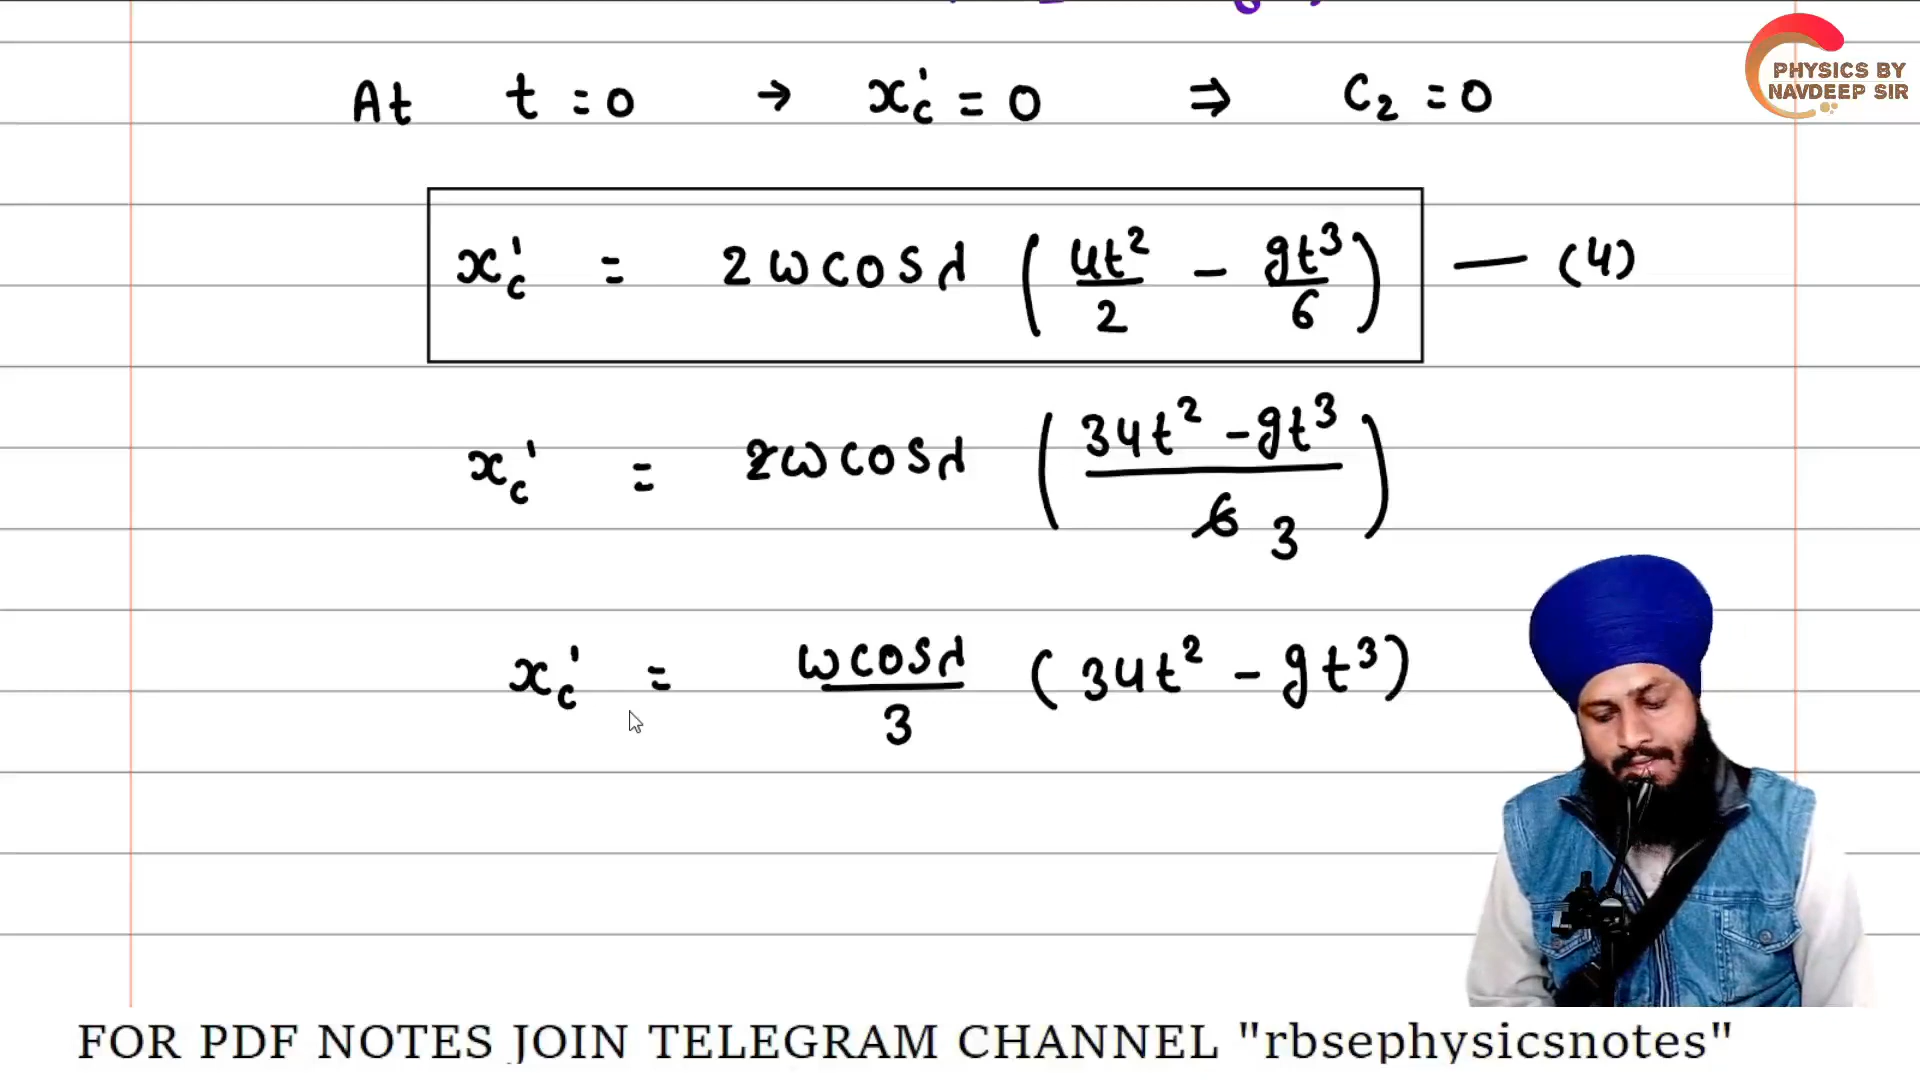 PHYSICS BY
NAVDEEP SIR
At t = 0 → x'c = 0 ⇒ C₂ = 0
x'c = 2ωcosλ (ut²/2 − gt³/6) — (4)
x'c = 2ωcosλ ((3ut² − gt³)/6 3)
x'c = ωcosλ/3 (3ut² − gt³)
FOR PDF NOTES JOIN TELEGRAM CHANNEL "rbsephysicsnotes"